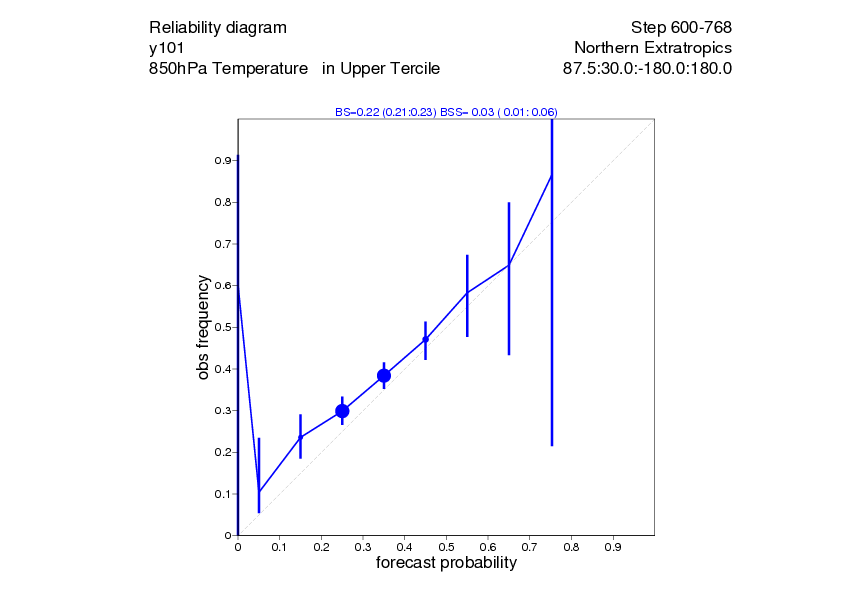 Reliability diagram
Step 600-768
y101
Northern Extratropics
850hPa Temperature in Upper Tercile
87.5:30.0:-180.0:180.0
BS=0.22 (0.21:0.23) BSS= 0.03 ( 0.01: 0.06)
0.9
0.8
0.7
0.6
0.5
0.4
0.3
0.2
0.1
0
obs frequency
0 0.1 0.2 0.3 0.4 0.5 0.6 0.7 0.8 0.9
forecast probability